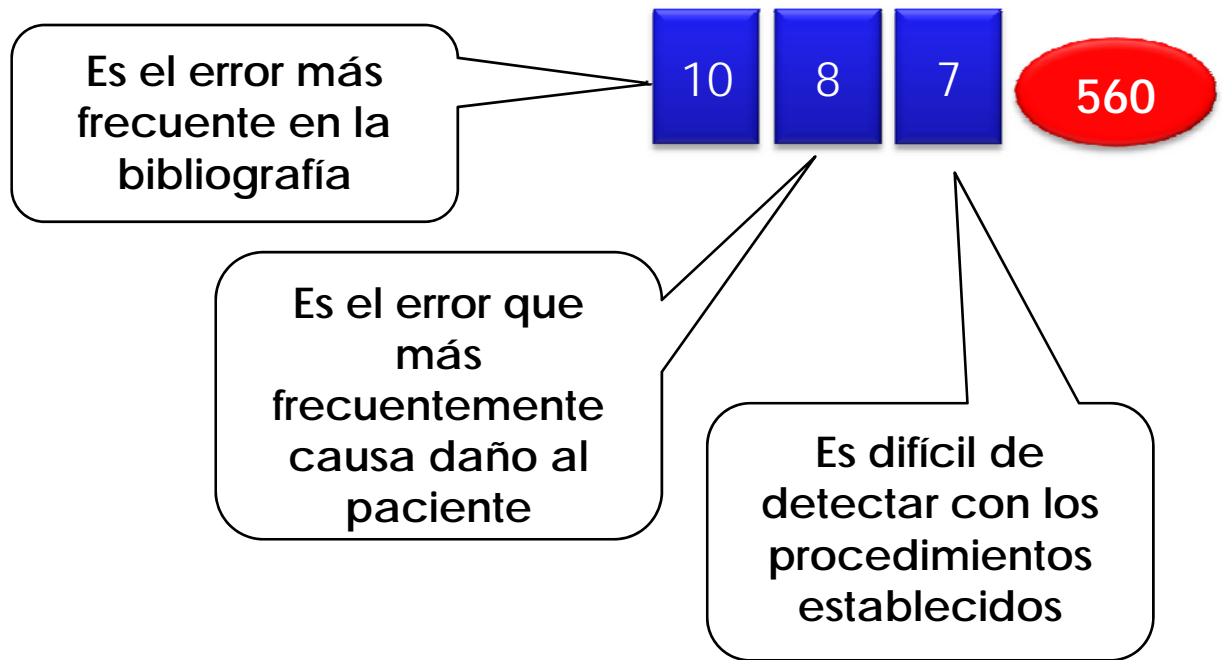 10 8 7 560
Es el error más
frecuente en la
bibliografía
Es el error que
más
frecuentemente
causa daño al
paciente
Es difícil de
detectar con los
procedimientos
establecidos